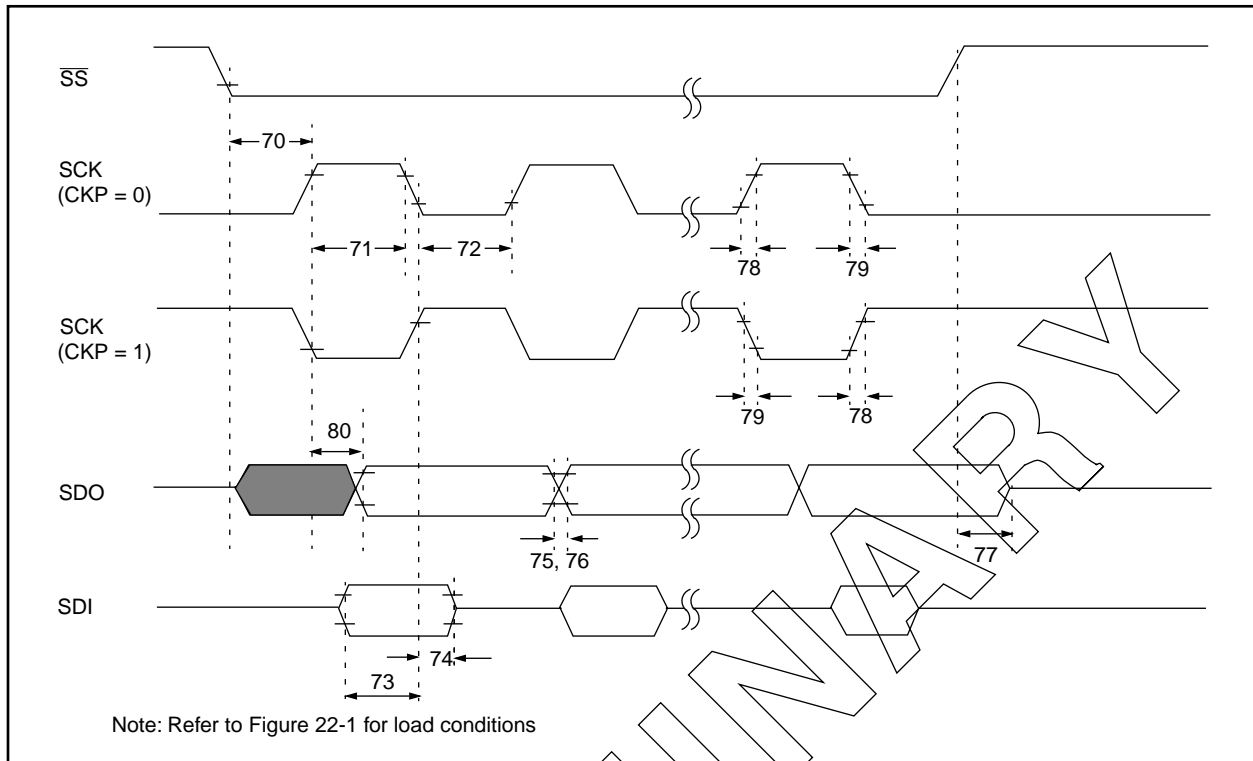 SS
70
SCK
(CKP = 0)
71
72
78
79
SCK
(CKP = 1)
79
78
80
SDO
75, 76
77
SDI
74
73
Note: Refer to Figure 22-1 for load conditions
INARY